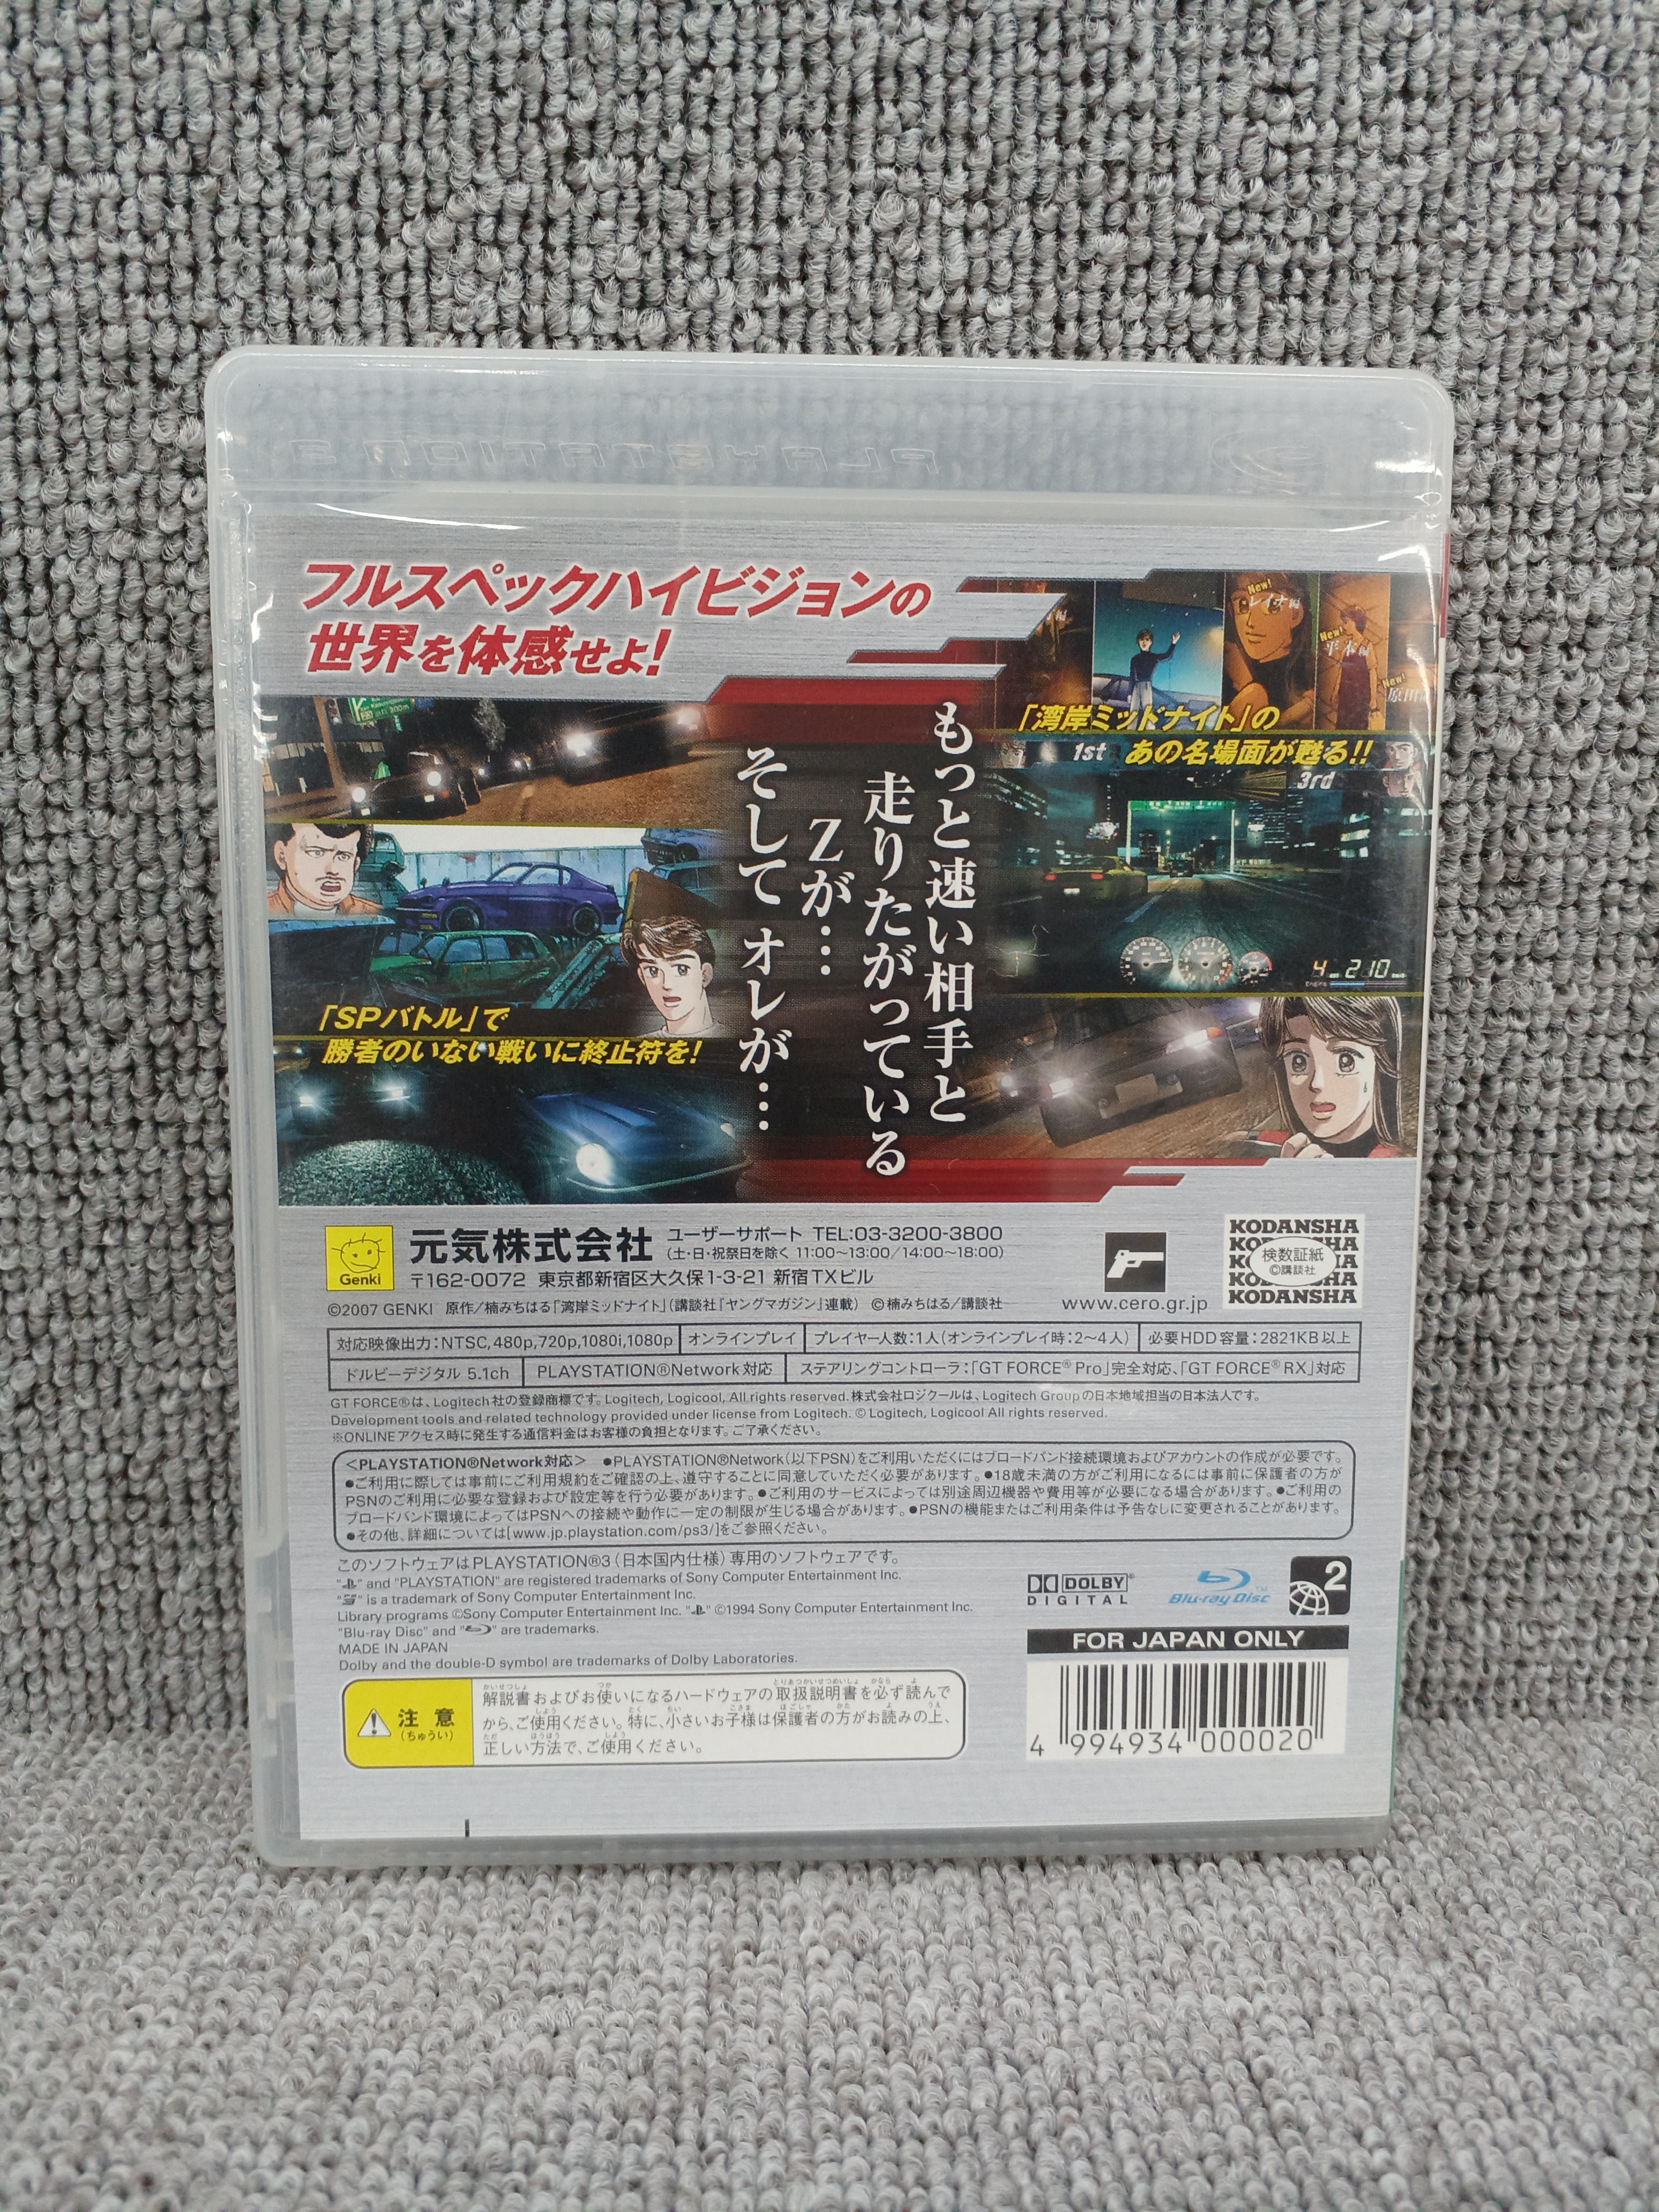 PLAYSTATION 3
フルスペックハイビジョンの
世界を体感せよ!
New!
レイナ編
New!
平本編
New!
「湾岸ミッドナイト」の
あの名場面が甦る!!
1st
3rd
4
210
もっと速い相手と
走りたがっている
Zが…
そして オレが…
「SPバトル」で
勝者のいない戦いに終止符を!
Genki
元気株式会社
ユーザーサポート TEL:03-3200-3800
(土・日・祝祭日を除く 11:00〜13:00/14:00〜18:00)
〒162-0072 東京都新宿区大久保1-3-21 新宿TXビル
©2007 GENKI 原作/楠みちはる「湾岸ミッドナイト」(講談社『ヤングマガジン』連載) ©楠みちはる/講談社
www.cero.gr.jp
KODANSHA
検数証紙
©講談社
KODANSHA
KODANSHA
対応映像出力:NTSC,480p,720p,1080i,1080p
オンラインプレイ
プレイヤー人数:1人(オンラインプレイ時:2〜4人)
必要HDD容量:2821KB以上
ドルビーデジタル 5.1ch
PLAYSTATION®Network対応
ステアリングコントローラ:「GT FORCE® Pro」完全対応、「GT FORCE® RX」対応
GT FORCE®は、Logitech社の登録商標です。Logitech, Logicool, All rights reserved. 株式会社ロジクールは、Logitech Groupの日本地域担当の日本法人です。
Development tools and related technology provided under license from Logitech. © Logitech, Logicool All rights reserved.
※ONLINEアクセス時に発生する通信料金はお客様の負担となります。ご了承ください。
<PLAYSTATION®Network対応> ●PLAYSTATION®Network(以下PSN)をご利用いただくにはブロードバンド接続環境およびアカウントの作成が必要です。
●ご利用に際しては事前にご利用規約をご確認の上、遵守することに同意していただく必要があります。●18歳未満の方がご利用になるには事前に保護者の方が
PSNのご利用に必要な登録および設定等を行う必要があります。●ご利用のサービスによっては別途周辺機器や費用等が必要になる場合があります。●ご利用の
ブロードバンド環境によってはPSNへの接続や動作に一定の制限が生じる場合があります。●PSNの機能またはご利用条件は予告なしに変更されることがあります。
●その他、詳細については[www.jp.playstation.com/ps3/]をご参照ください。
このソフトウェアはPLAYSTATION®3(日本国内仕様)専用のソフトウェアです。
" " and "PLAYSTATION" are registered trademarks of Sony Computer Entertainment Inc.
" " is a trademark of Sony Computer Entertainment Inc.
Library programs ©Sony Computer Entertainment Inc. " " ©1994 Sony Computer Entertainment Inc.
"Blu-ray Disc" and " " are trademarks.
MADE IN JAPAN
Dolby and the double-D symbol are trademarks of Dolby Laboratories.
DOLBY®
DIGITAL
Blu-ray Disc™
2
FOR JAPAN ONLY
注意
(ちゅうい)
解説書およびお使いになるハードウェアの取扱説明書を必ず読んで
から、ご使用ください。特に、小さいお子様は保護者の方がお読みの上、
正しい方法で、ご使用ください。
4 994934 000020